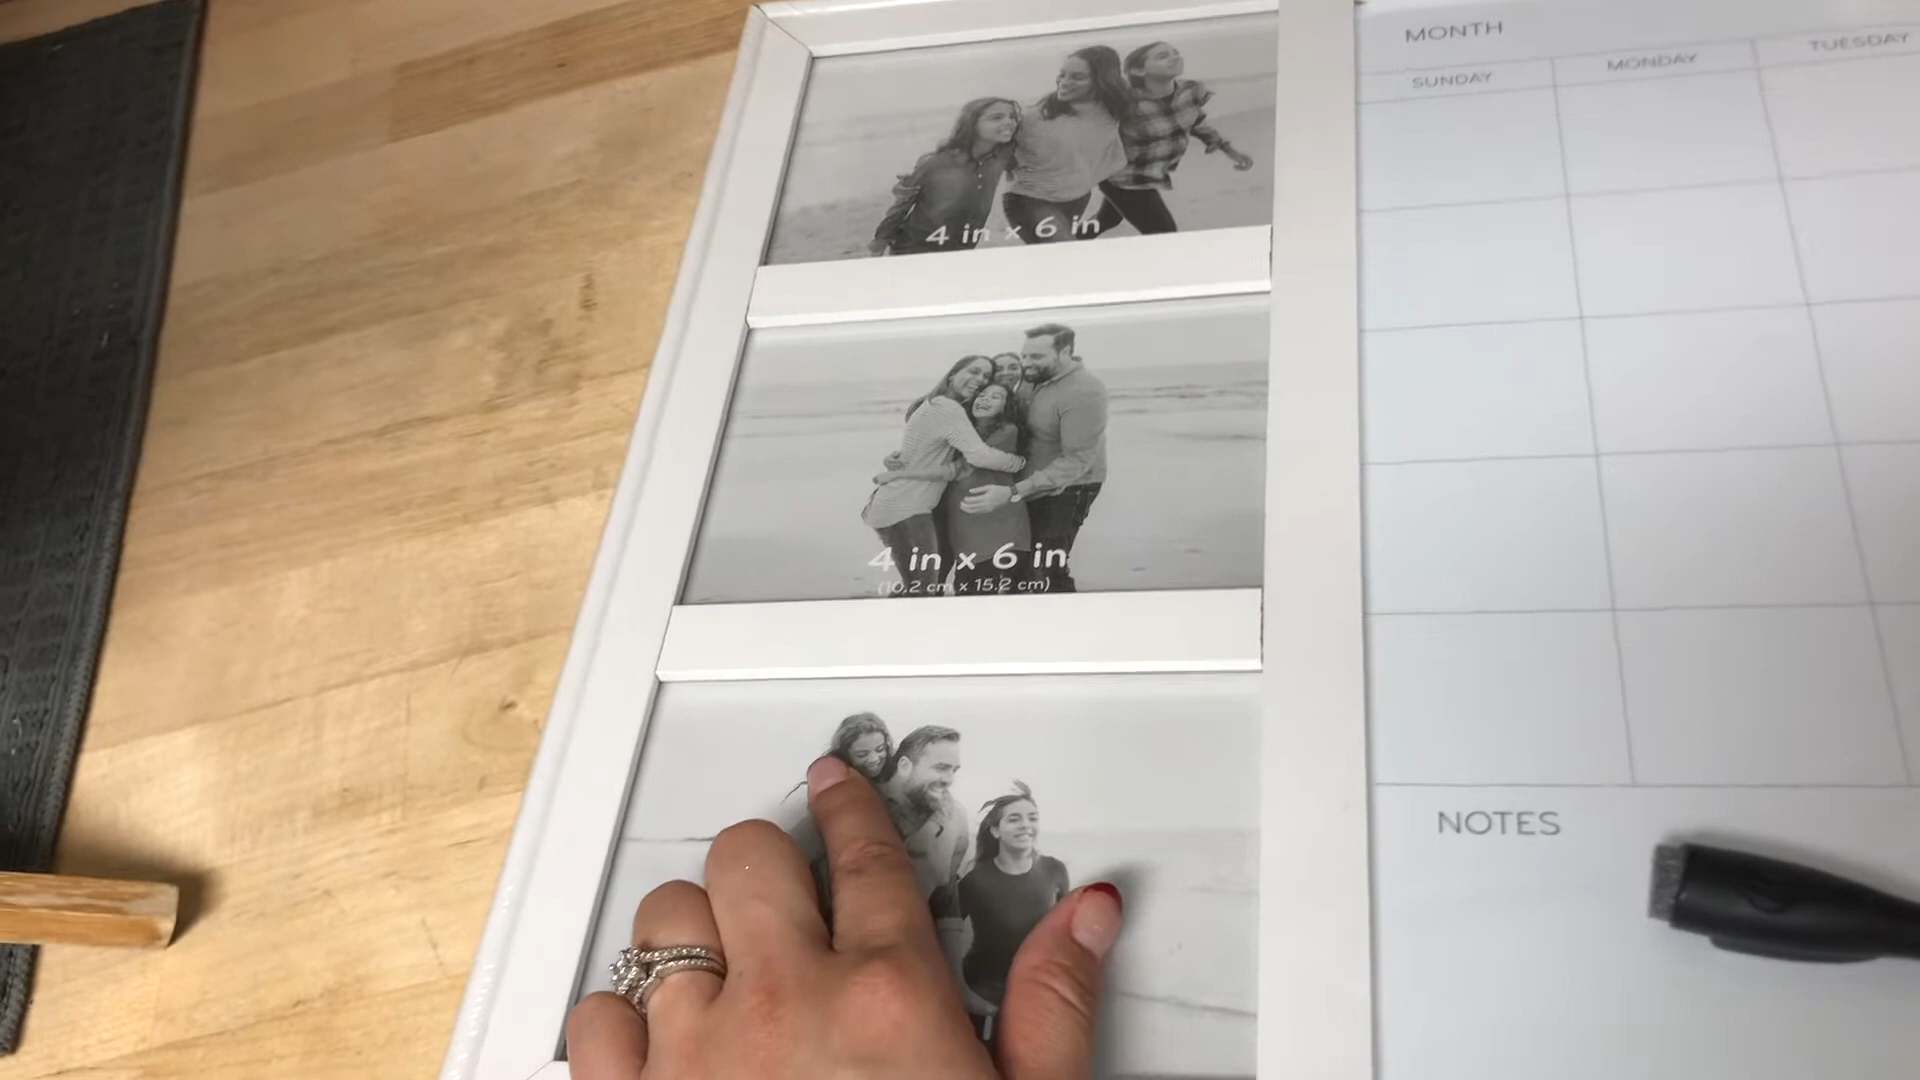 4 in x 6 in
4 in x 6 in
(10.2 cm x 15.2 cm)
MONTH
SUNDAY MONDAY TUESDAY
NOTES